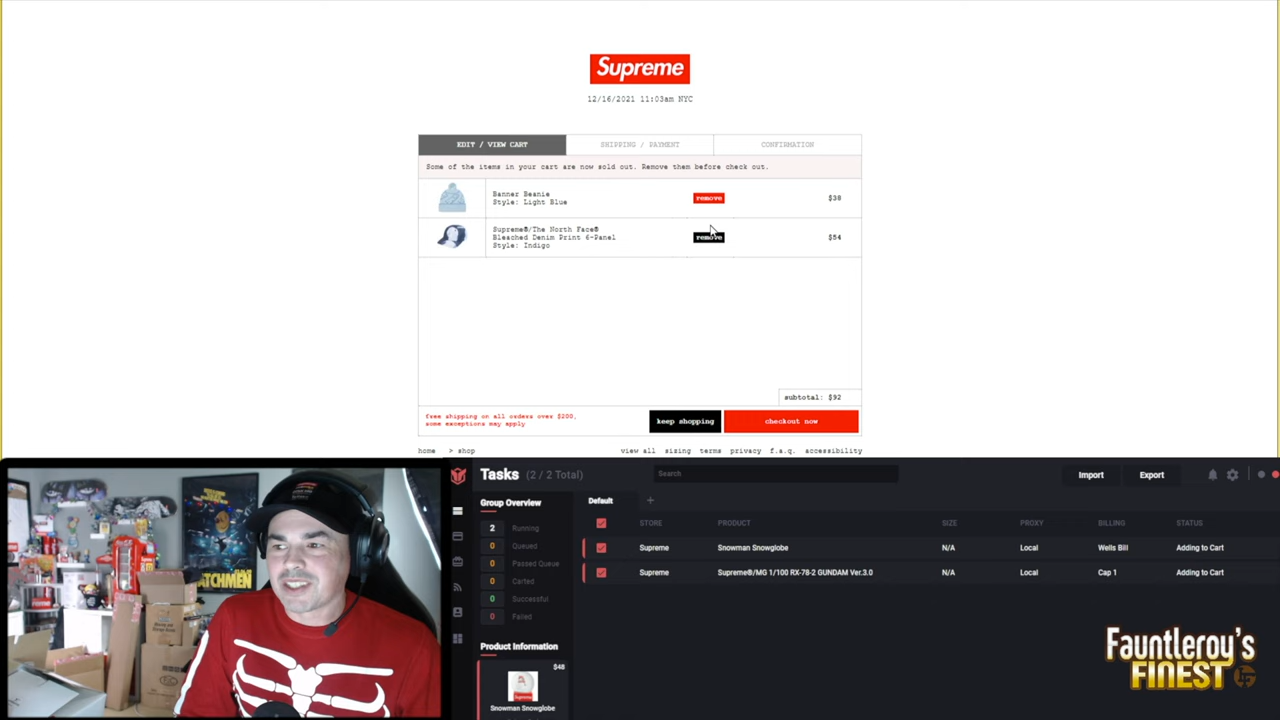 Supreme
12/16/2021 11:03am NYC
EDIT / VIEW CART
SHIPPING / PAYMENT
CONFIRMATION
Some of the items in your cart are now sold out. Remove them before check out.
Banner Beanie
Style: Light Blue
remove
$38
Supreme®/The North Face®
Bleached Denim Print 6-Panel
Style: Indigo
remove
$54
subtotal: $92
free shipping on all orders over $200,
some exceptions may apply
keep shopping
checkout now
home > shop
view all sizing terms privacy f.a.q. accessibility
Tasks (2 / 2 Total)
Search
Import
Export
Group Overview
2 Running
0 Queued
0 Passed Queue
0 Carted
0 Successful
0 Failed
Product Information
$48
Supreme
Snowman Snowglobe
Default
STORE PRODUCT SIZE PROXY BILLING STATUS
Supreme Snowman Snowglobe N/A Local Wells Bill Adding to Cart
Supreme Supreme®/MG 1/100 RX-78-2 GUNDAM Ver.3.0 N/A Local Cap 1 Adding to Cart
WATCHMEN
Fauntleroy's
FINEST